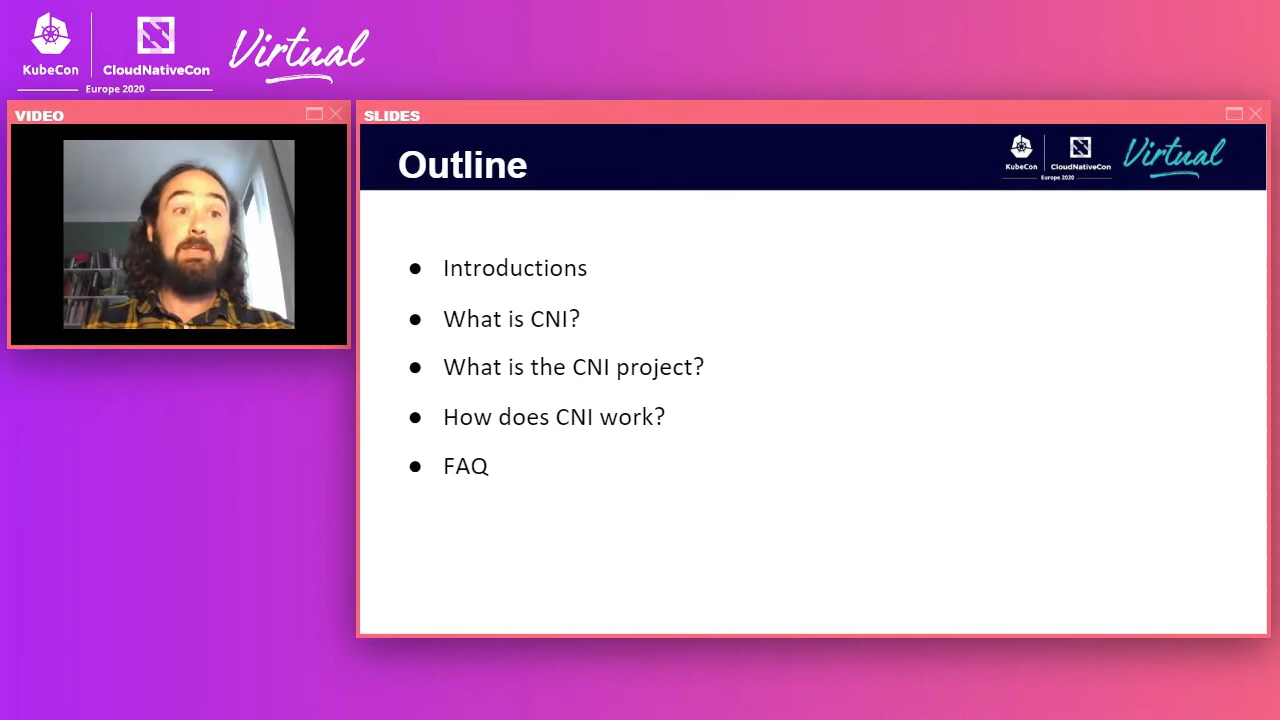 KubeCon
CloudNativeCon
Virtual
Europe 2020
VIDEO
SLIDES
Outline
KubeCon
CloudNativeCon
Virtual
Europe 2020
● Introductions
● What is CNI?
● What is the CNI project?
● How does CNI work?
● FAQ